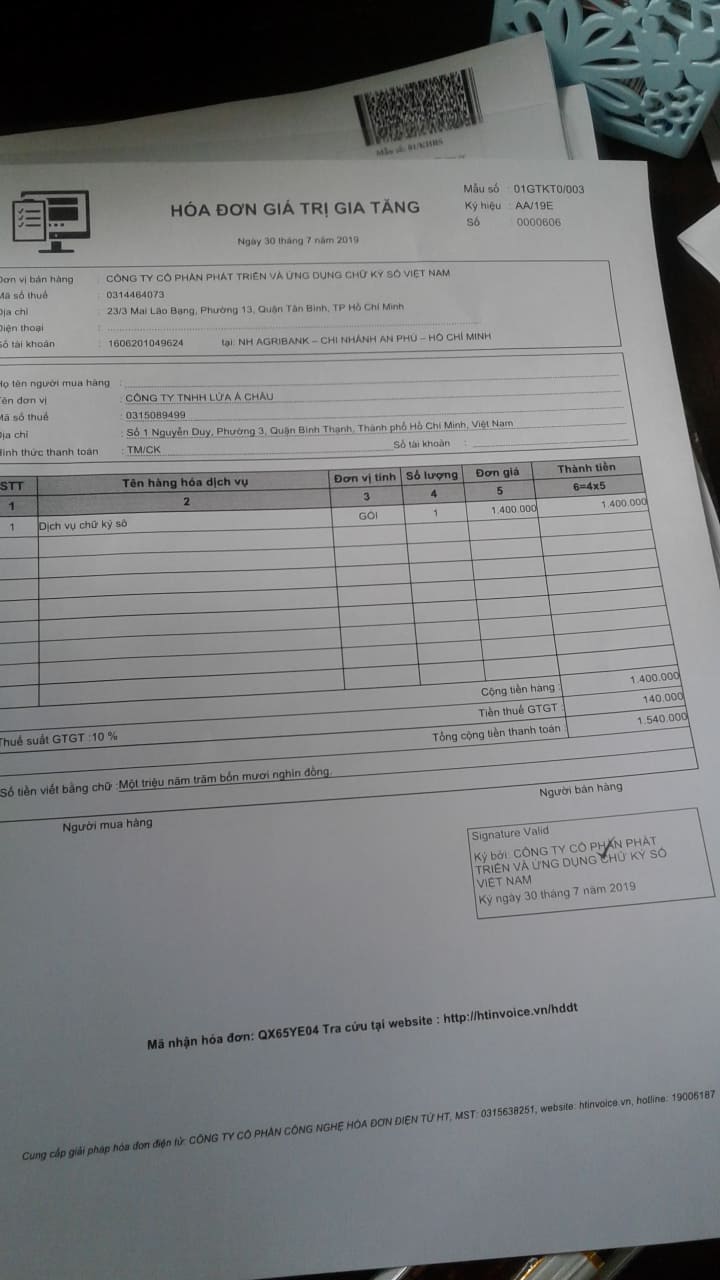 Mẫu số: 01/KHBS
HÓA ĐƠN GIÁ TRỊ GIA TĂNG
Ngày 30 tháng 7 năm 2019
Mẫu số : 01GTKT0/003
Ký hiệu : AA/19E
Số : 0000606
Đơn vị bán hàng : CÔNG TY CỔ PHẦN PHÁT TRIỂN VÀ ỨNG DỤNG CHỮ KÝ SỐ VIỆT NAM
Mã số thuế : 0314464073
Địa chỉ : 23/3 Mai Lão Bạng, Phường 13, Quận Tân Bình, TP Hồ Chí Minh
Điện thoại :
Số tài khoản : 1606201049624 tại: NH AGRIBANK – CHI NHÁNH AN PHÚ – HỒ CHÍ MINH
Họ tên người mua hàng :
Tên đơn vị : CÔNG TY TNHH LỬA Á CHÂU
Mã số thuế : 0315089499
Địa chỉ : Số 1 Nguyễn Duy, Phường 3, Quận Bình Thạnh, Thành phố Hồ Chí Minh, Việt Nam
Hình thức thanh toán : TM/CK Số tài khoản :
STT Tên hàng hóa dịch vụ Đơn vị tính Số lượng Đơn giá Thành tiền
1 2 3 4 5 6=4x5
1 Dịch vụ chữ ký số GÓI 1 1.400.000 1.400.000
Cộng tiền hàng : 1.400.000
Thuế suất GTGT :10 % Tiền thuế GTGT : 140.000
Tổng cộng tiền thanh toán : 1.540.000
Số tiền viết bằng chữ :Một triệu năm trăm bốn mươi nghìn đồng.
Người mua hàng Người bán hàng
Signature Valid
Ký bởi: CÔNG TY CỔ PHẦN PHÁT
TRIỂN VÀ ỨNG DỤNG CHỮ KÝ SỐ
VIỆT NAM
Ký ngày 30 tháng 7 năm 2019
Mã nhận hóa đơn: QX65YE04 Tra cứu tại website : http://htinvoice.vn/hddt
Cung cấp giải pháp hóa đơn điện tử: CÔNG TY CỔ PHẦN CÔNG NGHỆ HÓA ĐƠN ĐIỆN TỬ HT, MST: 0315638251, website: htinvoice.vn, hotline: 19006187